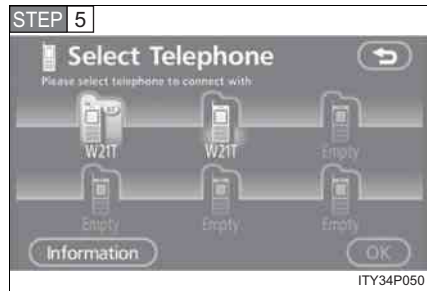 STEP 5
Select Telephone
Please select telephone to connect with
W21T W21T Empty
Empty Empty Empty
Information OK
ITY34P050